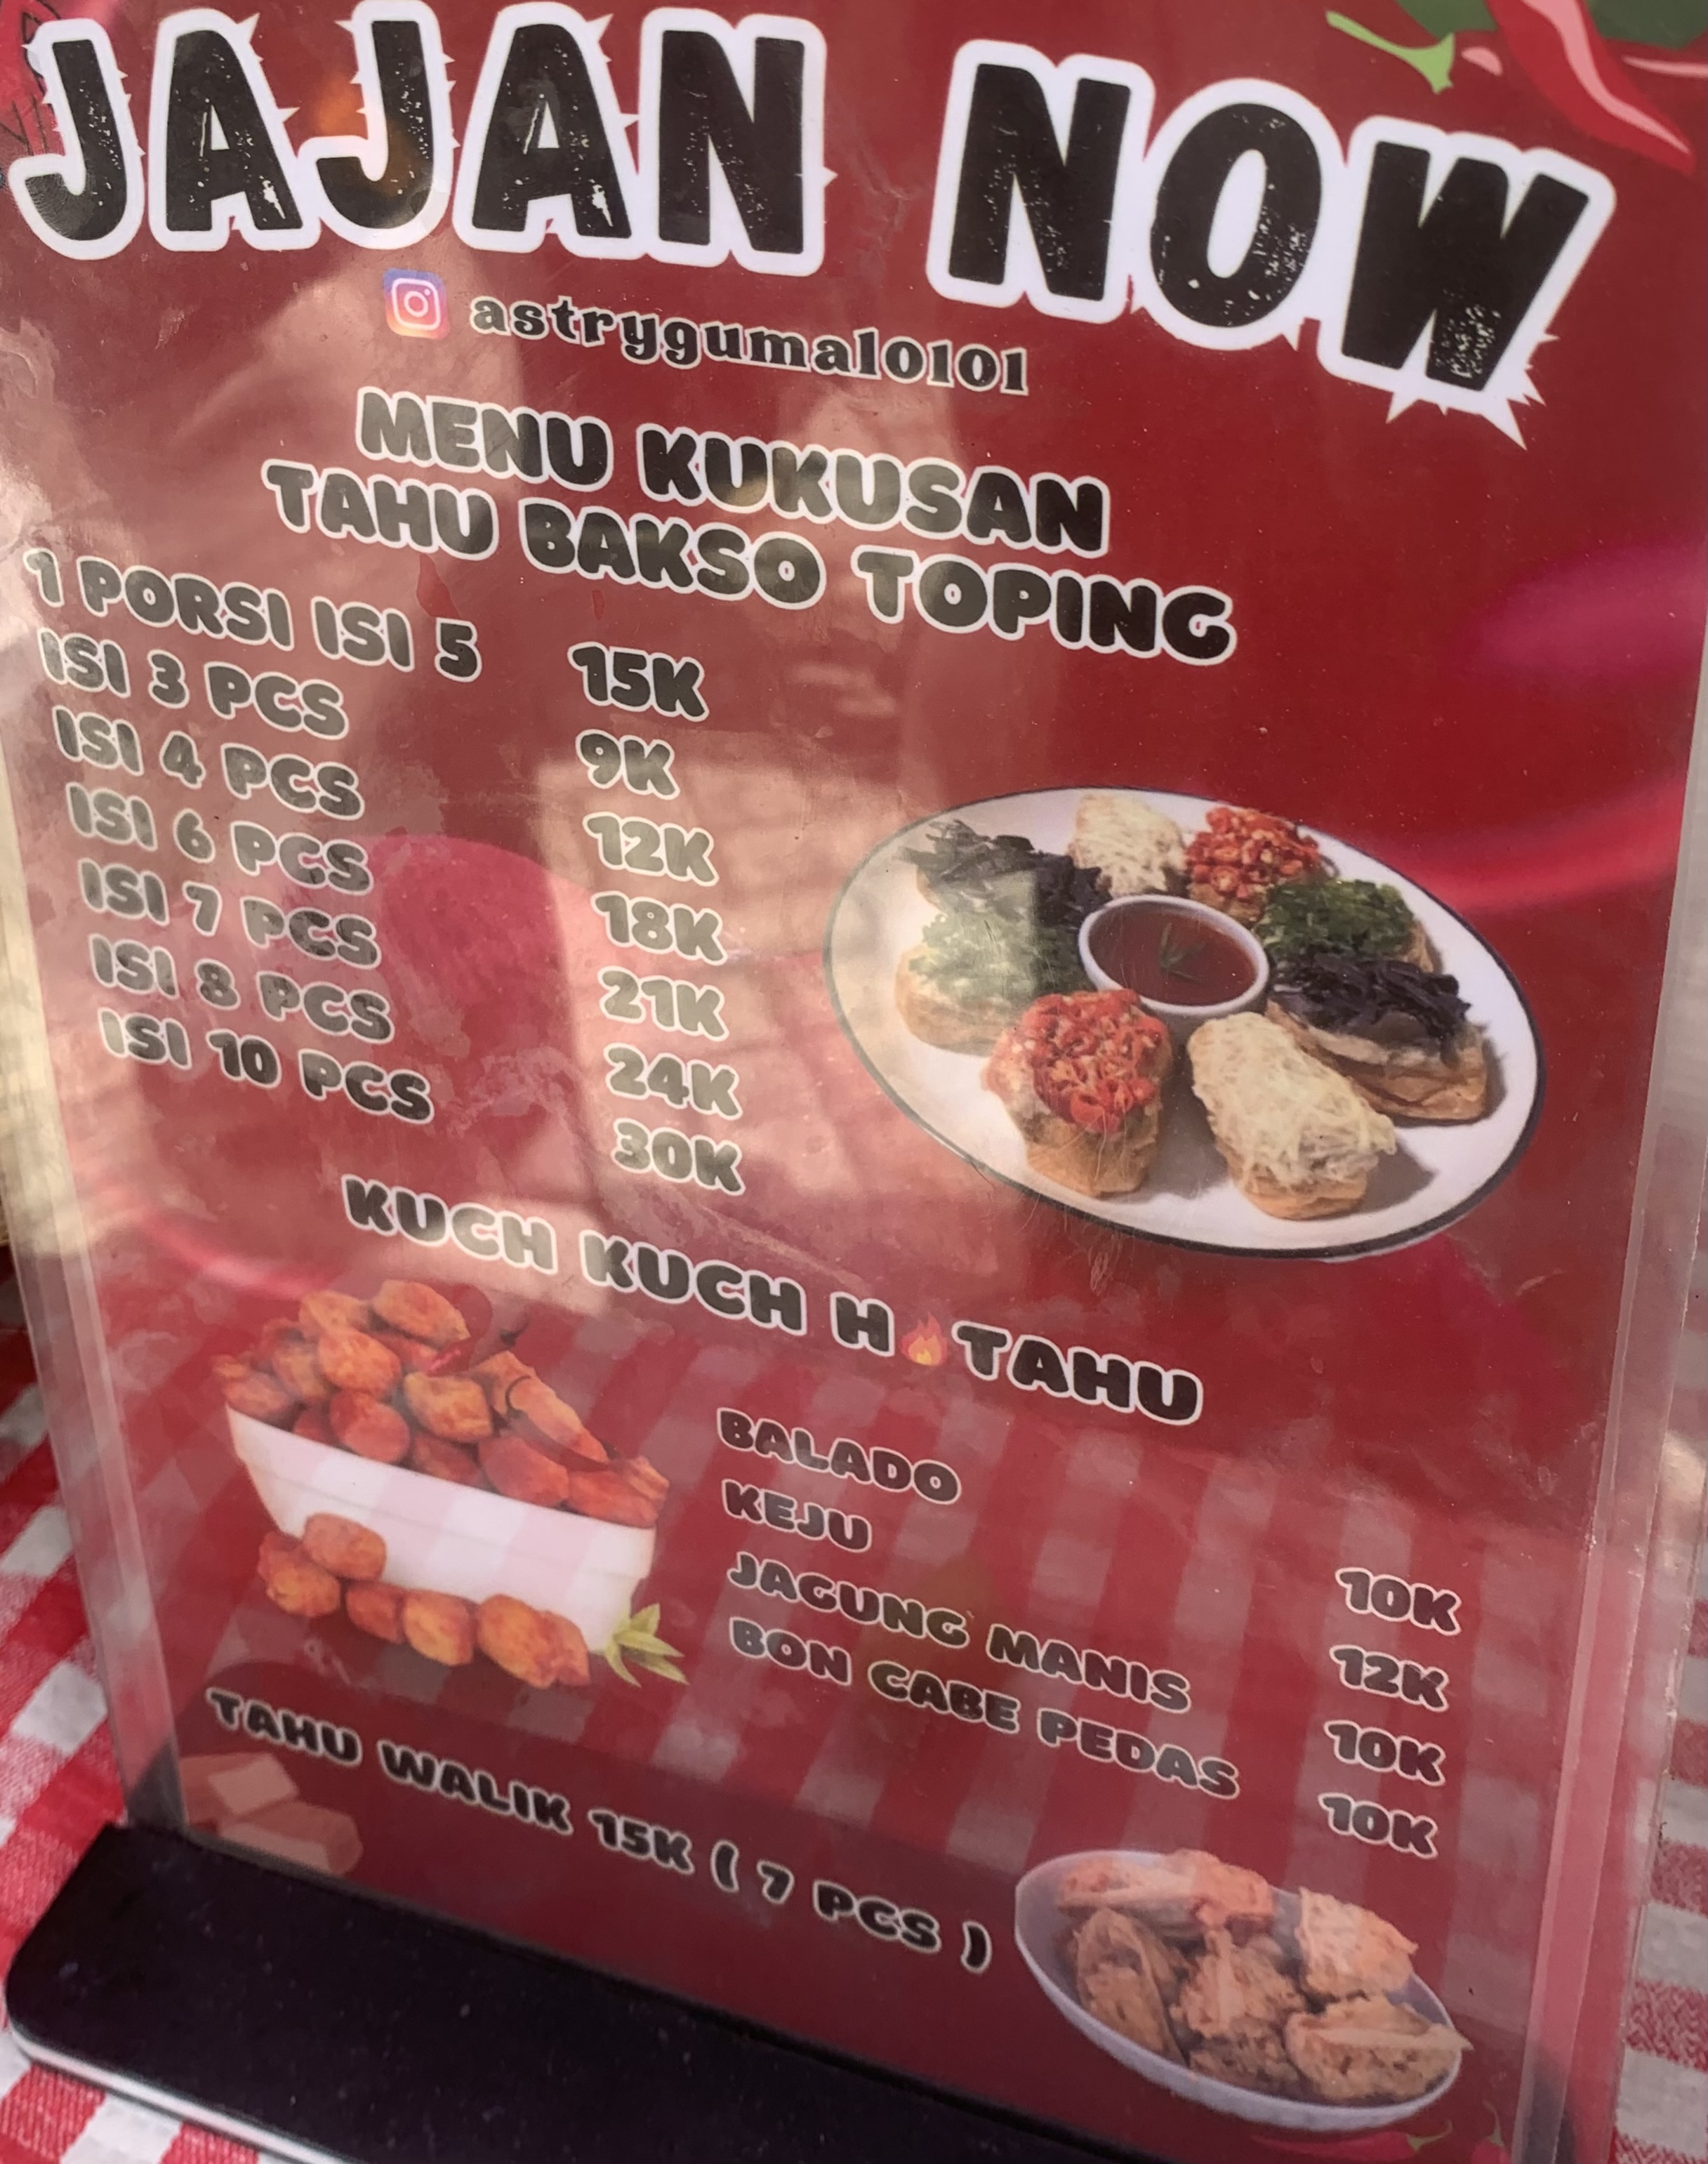 JAJAN NOW
astrygumal0101
MENU KUKUSAN
TAHU BAKSO TOPING
1 PORSI ISI 5 15K
ISI 3 PCS 9K
ISI 4 PCS 12K
ISI 6 PCS 18K
ISI 7 PCS 21K
ISI 8 PCS 24K
ISI 10 PCS 30K
KUCH KUCH H🔥TAHU
BALADO 10K
KEJU 12K
JAGUNG MANIS 10K
BON CABE PEDAS 10K
TAHU WALIK 15K ( 7 PCS )